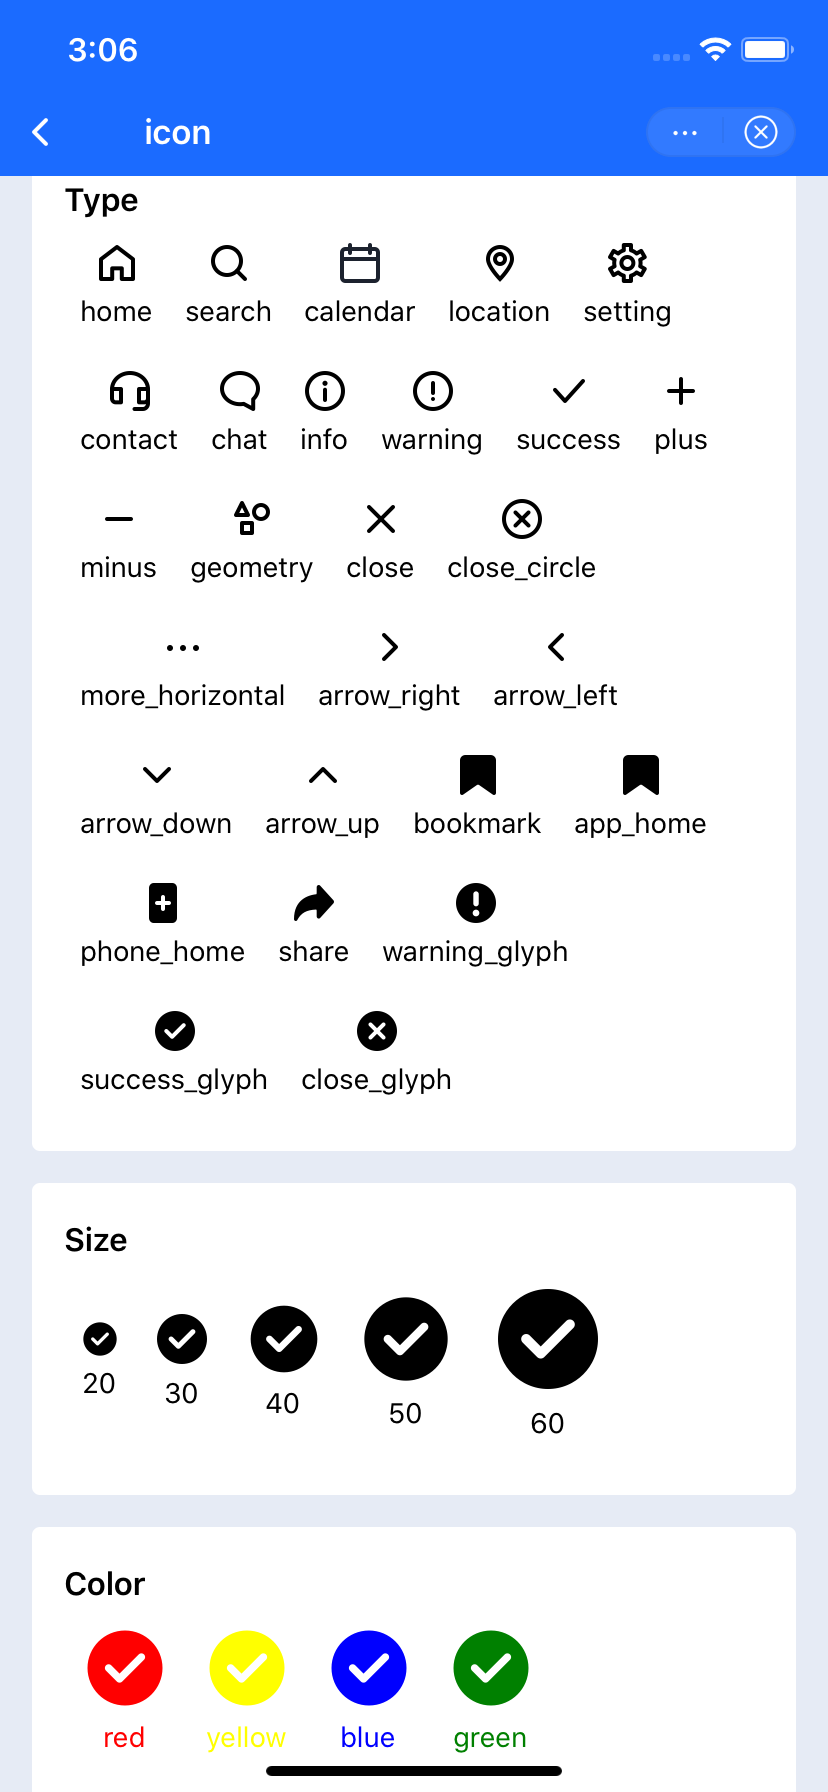 3:06
icon
Type
home search calendar location setting
contact chat info warning success plus
minus geometry close close_circle
more_horizontal arrow_right arrow_left
arrow_down arrow_up bookmark app_home
phone_home share warning_glyph
success_glyph close_glyph
Size
20 30 40 50 60
Color
red yellow blue green